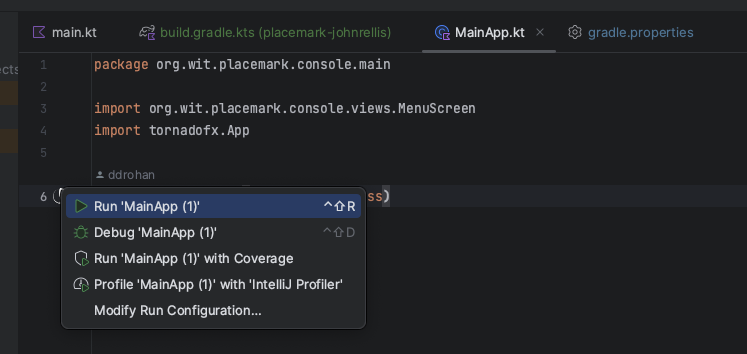 main.kt
build.gradle.kts (placemark-johnrellis)
MainApp.kt
gradle.properties
1 package org.wit.placemark.console.main
2
3 import org.wit.placemark.console.views.MenuScreen
4 import tornadofx.App
5
ddrohan
6 ss)
Run 'MainApp (1)' ^⇧R
Debug 'MainApp (1)' ^⇧D
Run 'MainApp (1)' with Coverage
Profile 'MainApp (1)' with 'IntelliJ Profiler'
Modify Run Configuration...
ects